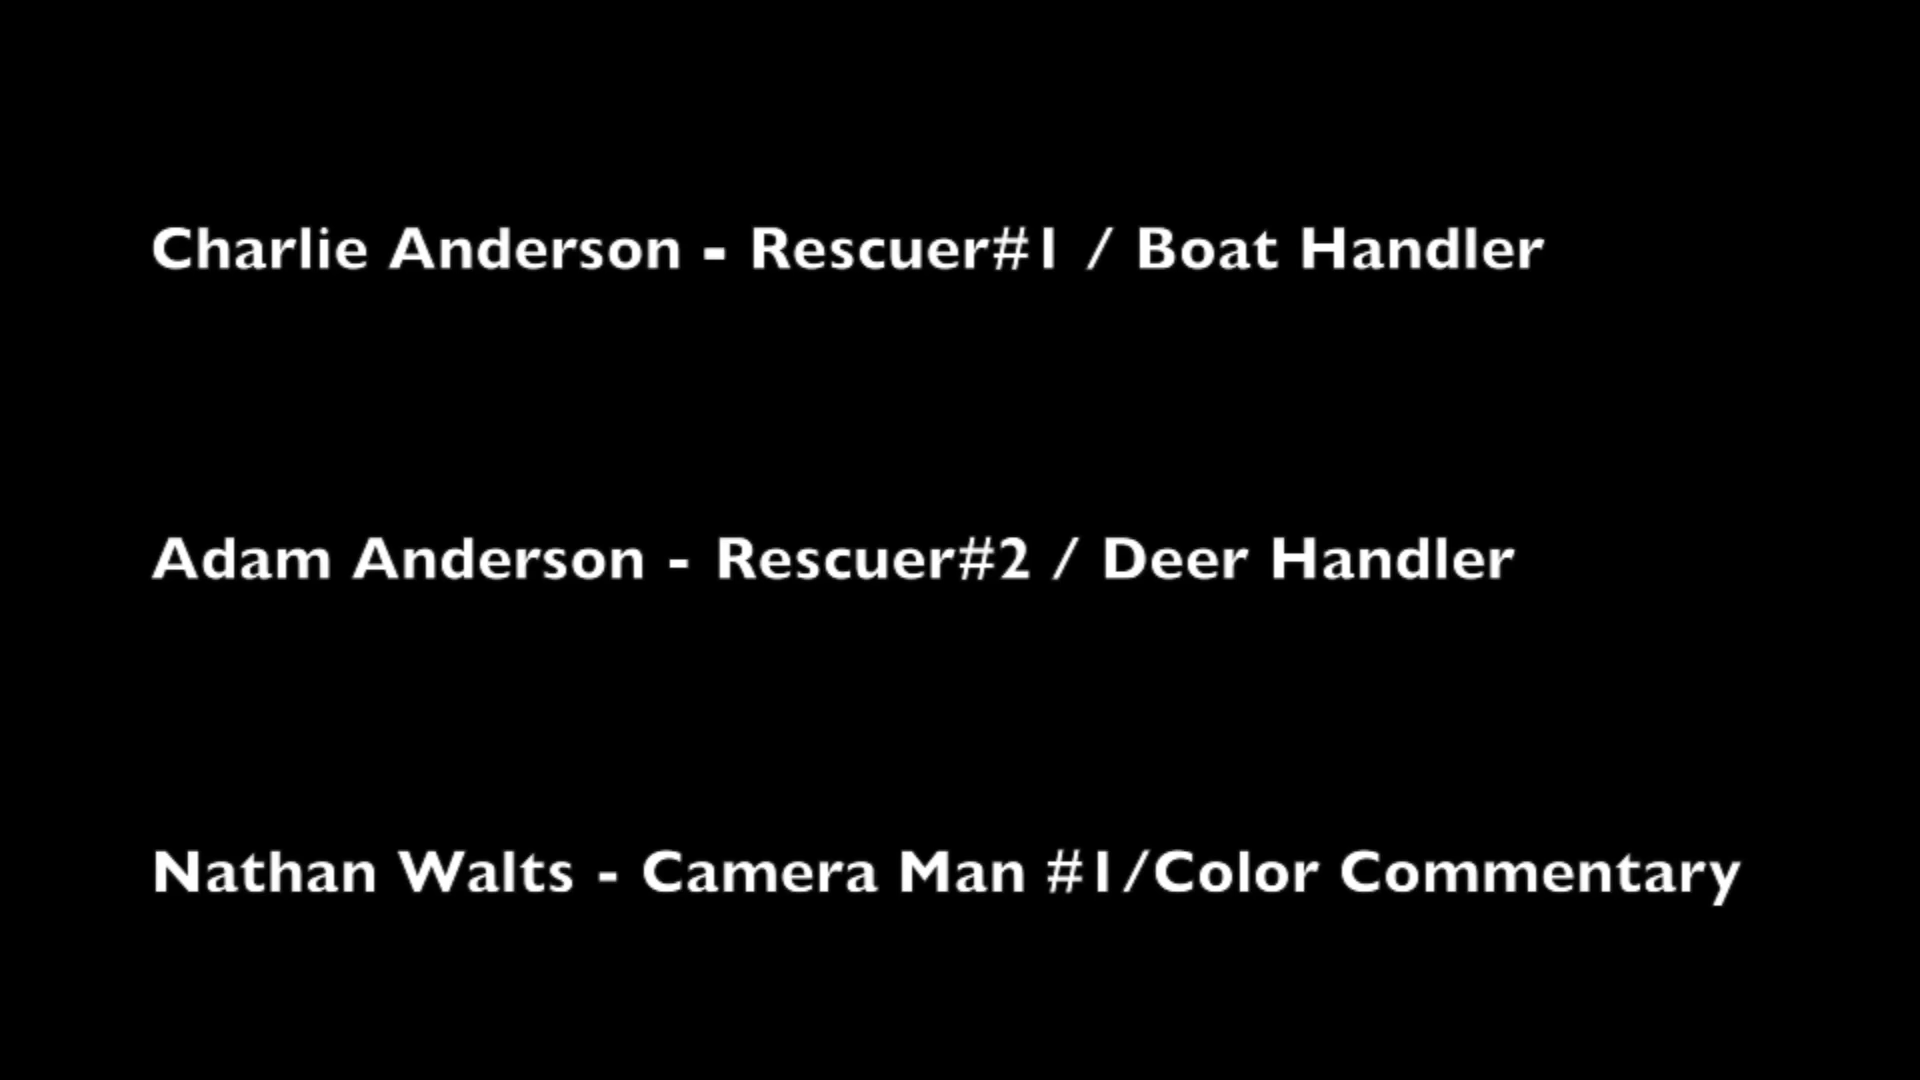 Charlie Anderson - Rescuer#1 / Boat Handler
Adam Anderson - Rescuer#2 / Deer Handler
Nathan Walts - Camera Man #1/Color Commentary